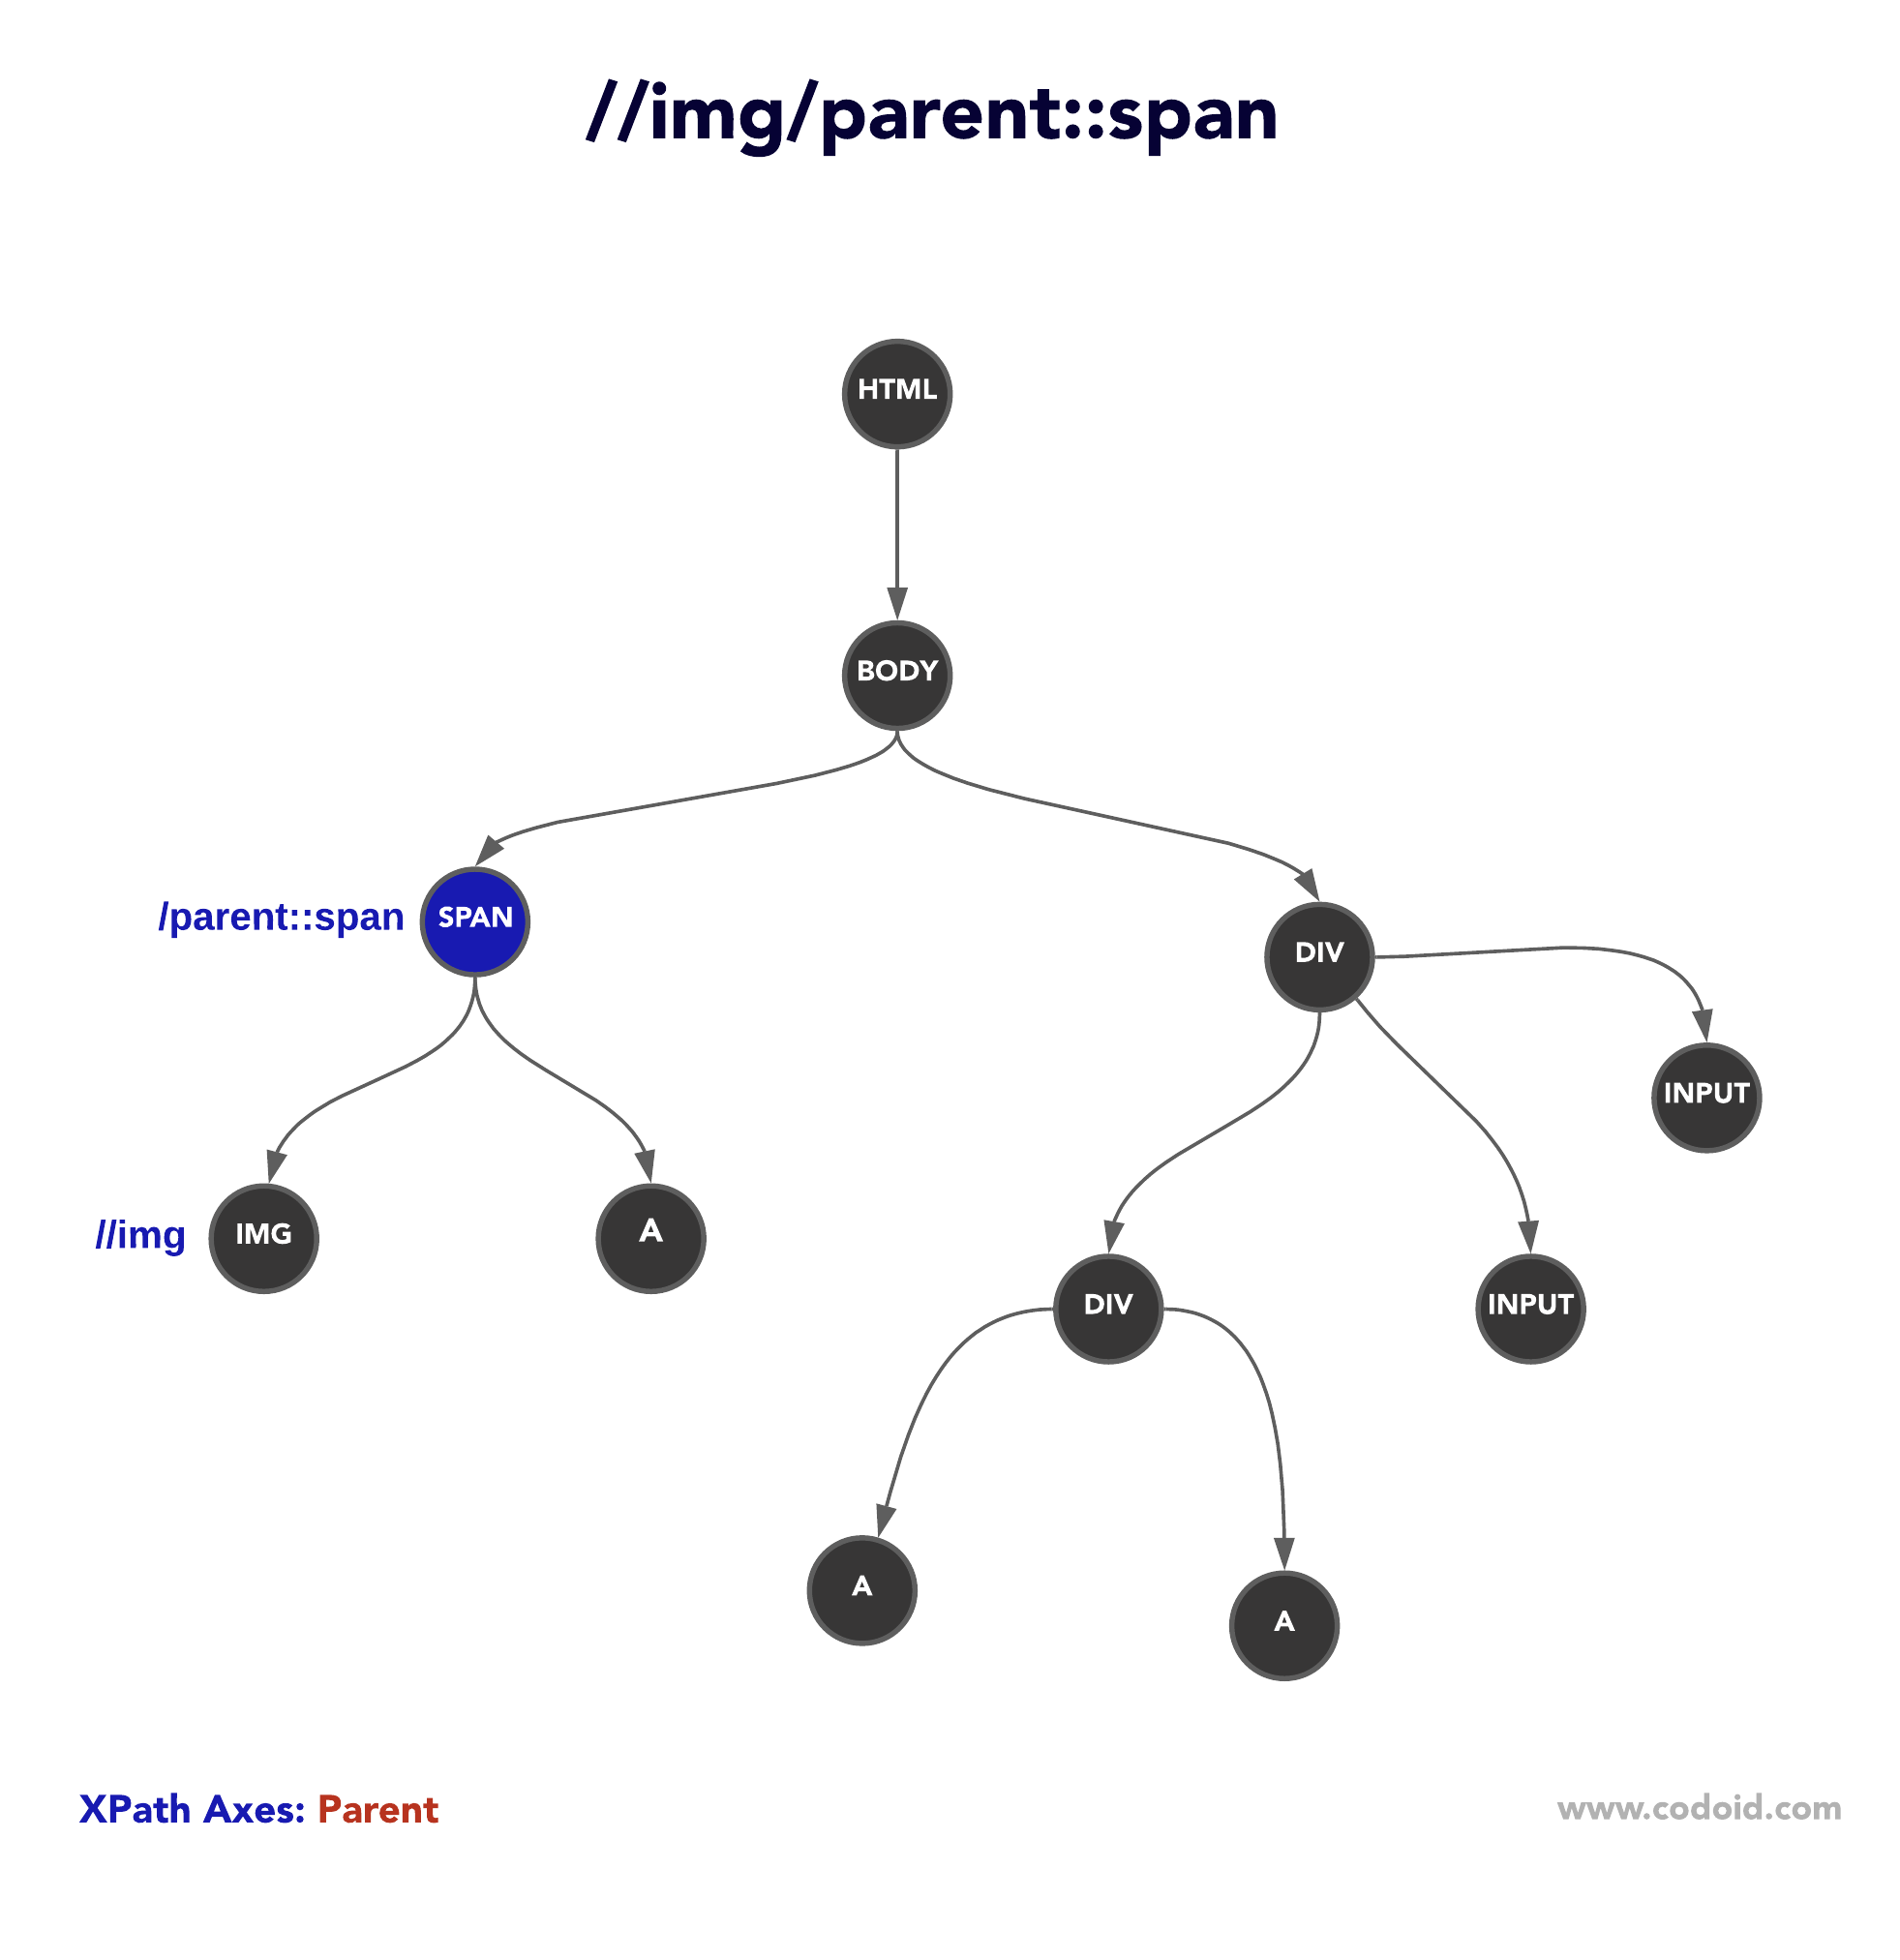 //img/parent::span
HTML
BODY
/parent::span
SPAN
DIV
INPUT
//img
IMG
A
DIV
INPUT
A
A
XPath Axes: Parent
www.codoid.com